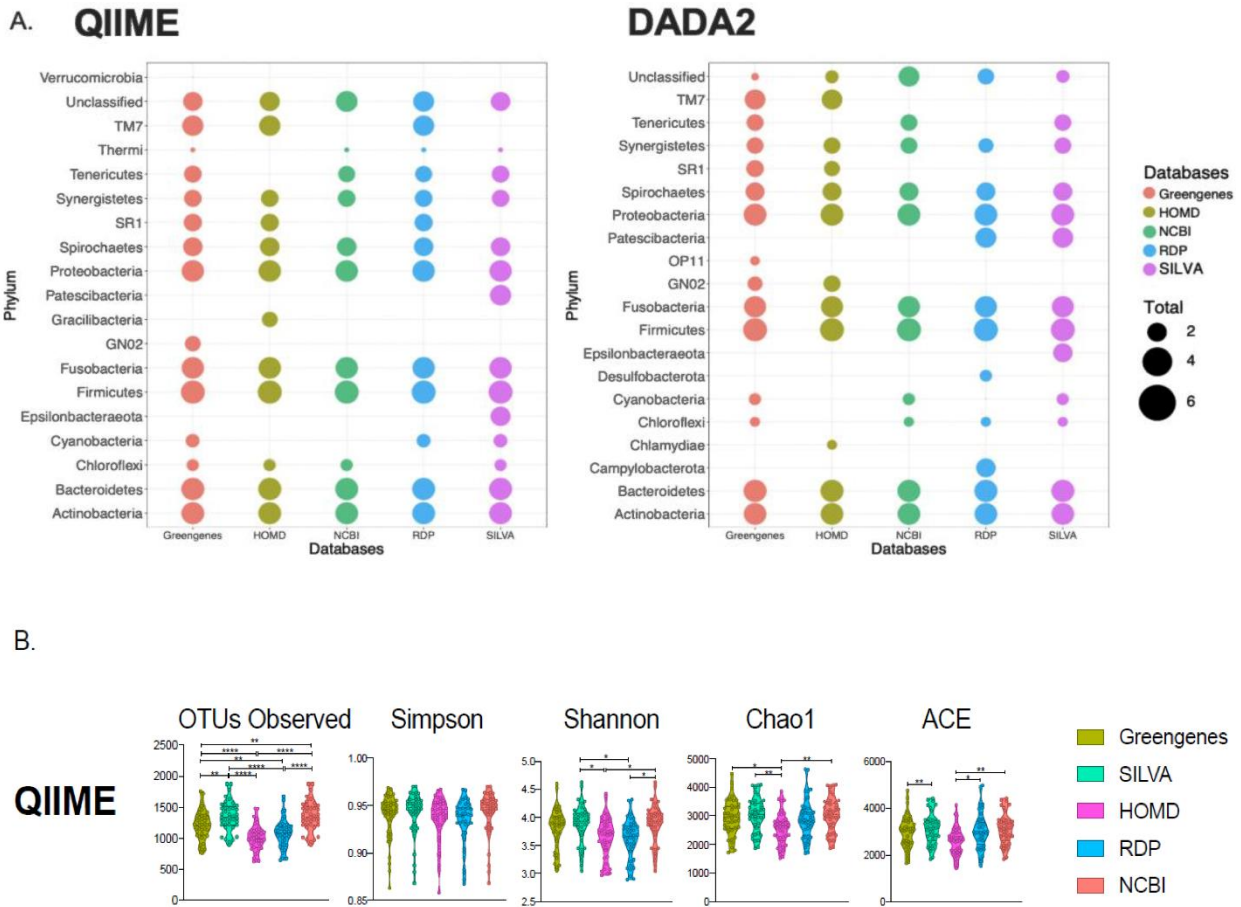 A. QIIME DADA2
Phylum
Verrucomicrobia
Unclassified
TM7
Thermi
Tenericutes
Synergistetes
SR1
Spirochaetes
Proteobacteria
Patescibacteria
Gracilibacteria
GN02
Fusobacteria
Firmicutes
Epsilonbacteraeota
Cyanobacteria
Chloroflexi
Bacteroidetes
Actinobacteria
Greengenes HOMD NCBI RDP SILVA
Databases
Phylum
Unclassified
TM7
Tenericutes
Synergistetes
SR1
Spirochaetes
Proteobacteria
Patescibacteria
OP11
GN02
Fusobacteria
Firmicutes
Epsilonbacteraeota
Desulfobacterota
Cyanobacteria
Chloroflexi
Chlamydiae
Campylobacterota
Bacteroidetes
Actinobacteria
Greengenes HOMD NCBI RDP SILVA
Databases
Databases
Greengenes
HOMD
NCBI
RDP
SILVA
Total
2
4
6
B.
QIIME
OTUs Observed
2500
2000
1500
1000
500
0
**
****
****
**
****
****
**
****
Simpson
1.00
0.95
0.90
0.85
Shannon
5.0
4.5
4.0
3.5
3.0
2.5
*
*
*
*
Chao1
5000
4000
3000
2000
1000
0
*
**
**
ACE
6000
4000
2000
0
**
**
*
Greengenes
SILVA
HOMD
RDP
NCBI